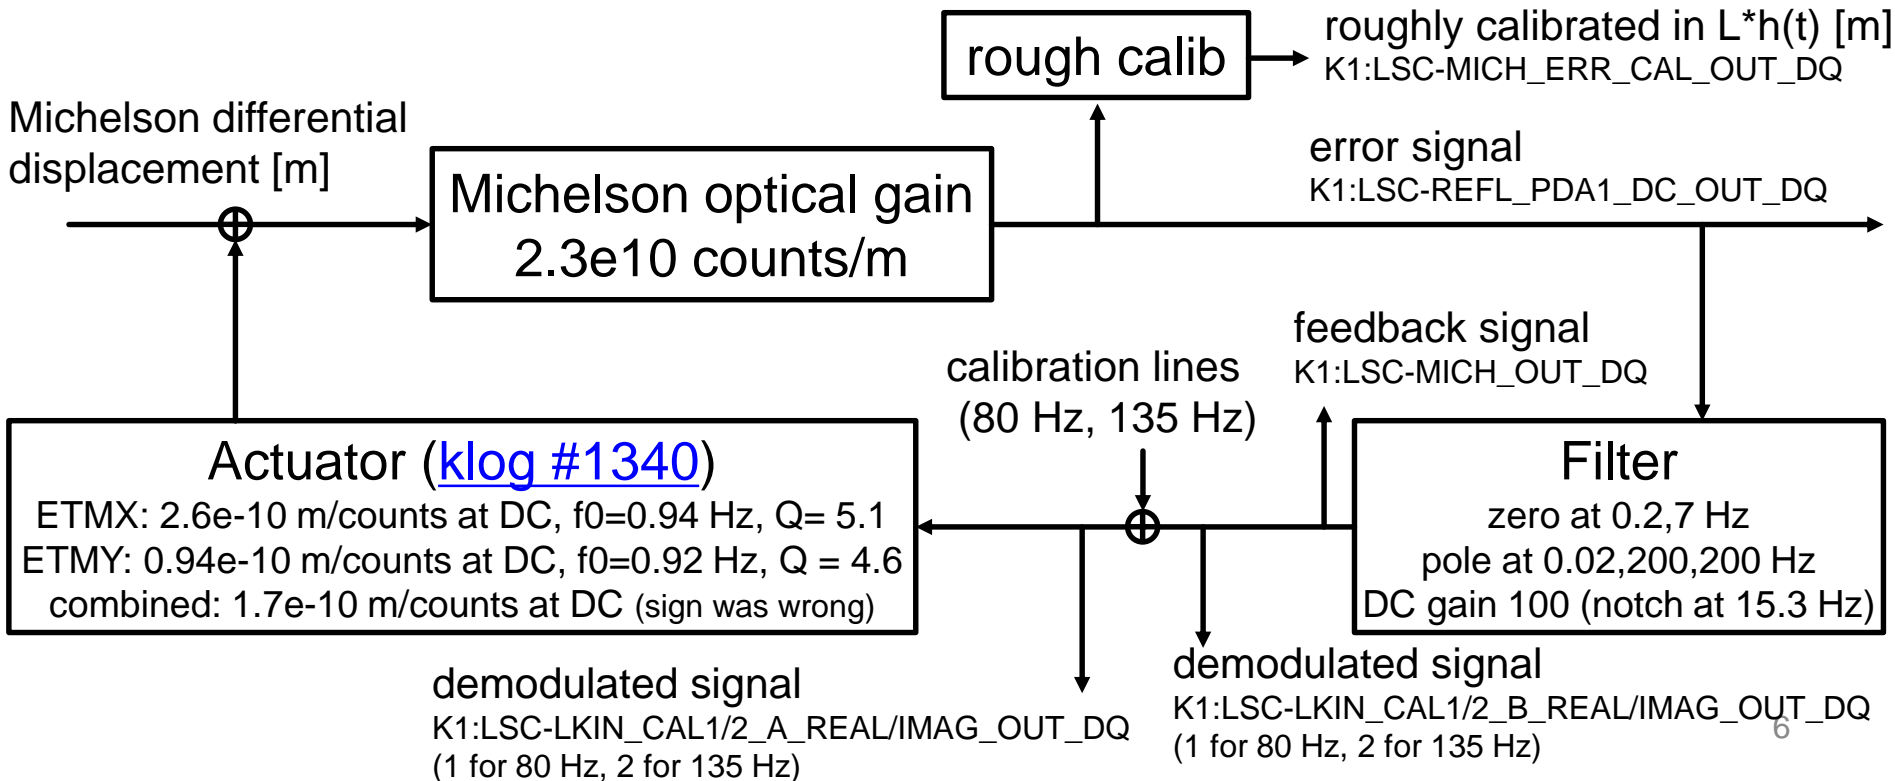 rough calib
roughly calibrated in L*h(t) [m]
K1:LSC-MICH_ERR_CAL_OUT_DQ
Michelson differential
displacement [m]
Michelson optical gain
2.3e10 counts/m
error signal
K1:LSC-REFL_PDA1_DC_OUT_DQ
feedback signal
K1:LSC-MICH_OUT_DQ
calibration lines
(80 Hz, 135 Hz)
Actuator (klog #1340)
ETMX: 2.6e-10 m/counts at DC, f0=0.94 Hz, Q= 5.1
ETMY: 0.94e-10 m/counts at DC, f0=0.92 Hz, Q = 4.6
combined: 1.7e-10 m/counts at DC (sign was wrong)
Filter
zero at 0.2,7 Hz
pole at 0.02,200,200 Hz
DC gain 100 (notch at 15.3 Hz)
demodulated signal
K1:LSC-LKIN_CAL1/2_A_REAL/IMAG_OUT_DQ
(1 for 80 Hz, 2 for 135 Hz)
demodulated signal
K1:LSC-LKIN_CAL1/2_B_REAL/IMAG_OUT_DQ
(1 for 80 Hz, 2 for 135 Hz)
6